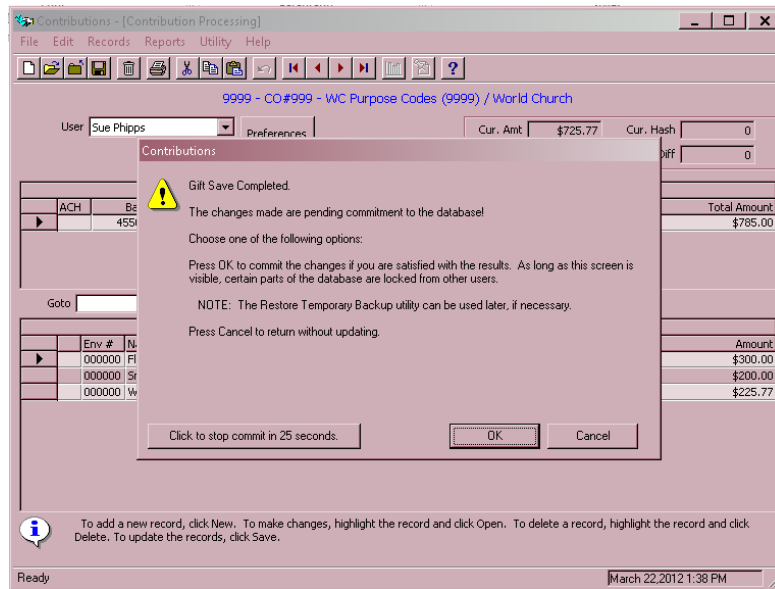 Contributions - [Contribution Processing]
File Edit Records Reports Utility Help
9999 - CO#999 - WC Purpose Codes (9999) / World Church
User Sue Phipps Preferences Cur. Amt $725.77 Cur. Hash 0
Diff 0
Contributions
Gift Save Completed.
The changes made are pending commitment to the database!
Choose one of the following options:
Press OK to commit the changes if you are satisfied with the results. As long as this screen is
visible, certain parts of the database are locked from other users.
NOTE: The Restore Temporary Backup utility can be used later, if necessary.
Press Cancel to return without updating.
Click to stop commit in 25 seconds. OK Cancel
ACH Ba Total Amount
455 $785.00
Goto
Env # N Amount
000000 Fl $300.00
000000 Sr $200.00
000000 W $225.77
To add a new record, click New. To make changes, highlight the record and click Open. To delete a record, highlight the record and click
Delete. To update the records, click Save.
Ready March 22,2012 1:38 PM